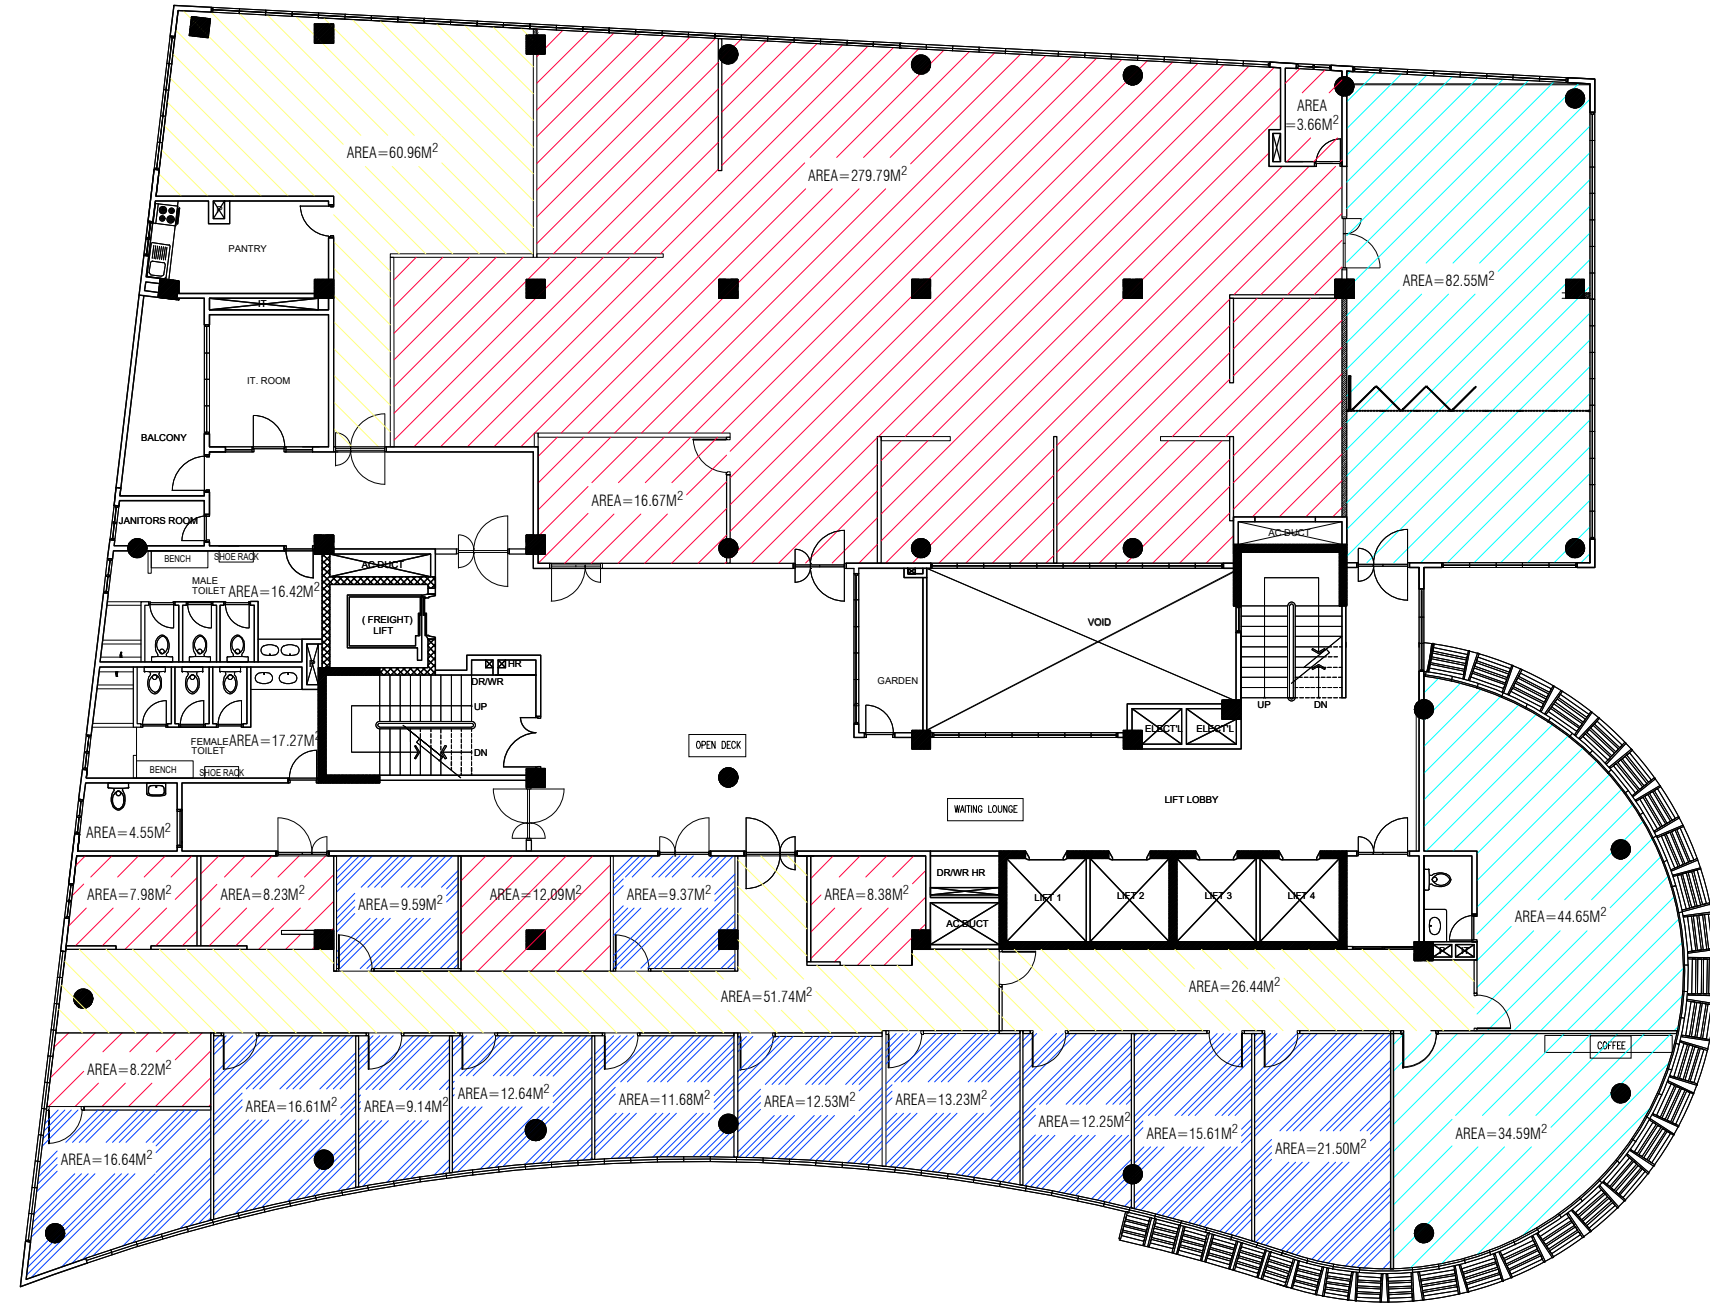 AREA
=3.66M²
AREA=60.96M²
AREA=279.79M²
PANTRY
AREA=82.55M²
IT
IT. ROOM
BALCONY
AREA=16.67M²
JANITORS ROOM
AC DUCT
BENCH
SHOE RACK
AC DUCT
MALE
TOILET
AREA=16.42M²
( FREIGHT)
LIFT
VOID
HR
DR/WR
GARDEN
UP
UP
DN
ELECT'L
ELECT'L
FEMALE
TOILET
AREA=17.27M²
OPEN DECK
DN
BENCH
SHOE RACK
WAITING LOUNGE
LIFT LOBBY
AREA=4.55M²
DR/WR HR
AREA=7.98M²
AREA=8.23M²
AREA=9.59M²
AREA=12.09M²
AREA=9.37M²
AREA=8.38M²
LIFT 1
LIFT 2
LIFT 3
LIFT 4
AC DUCT
AREA=44.65M²
AREA=51.74M²
AREA=26.44M²
COFFEE
AREA=8.22M²
AREA=16.61M²
AREA=9.14M²
AREA=12.64M²
AREA=11.68M²
AREA=12.53M²
AREA=13.23M²
AREA=12.25M²
AREA=15.61M²
AREA=21.50M²
AREA=34.59M²
AREA=16.64M²